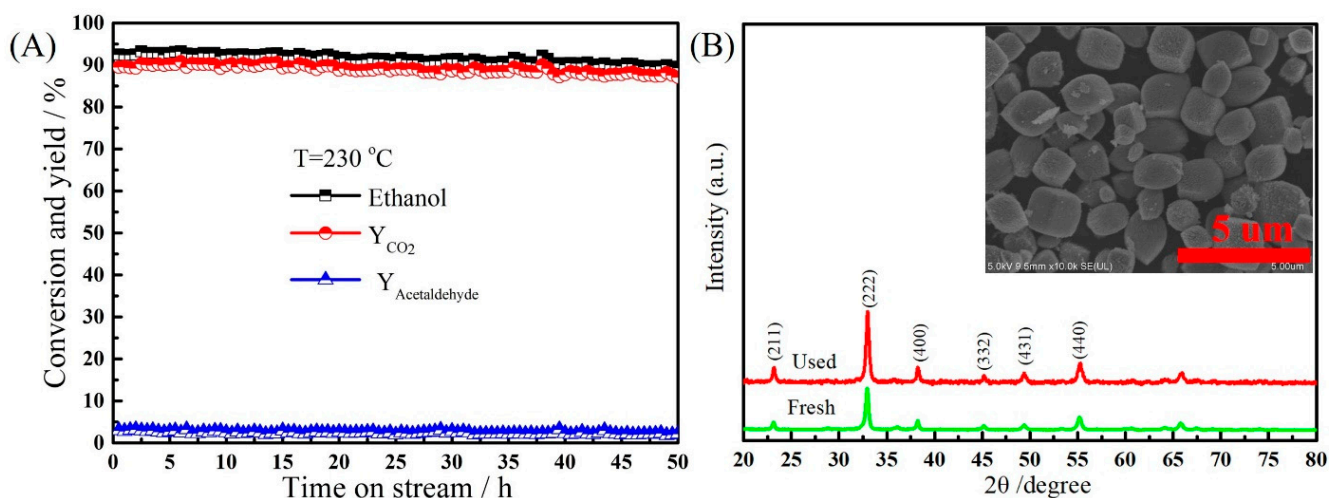 (A)
Conversion and yield / %
100
90
80
70
60
50
40
30
20
10
0
T=230 °C
Ethanol
Y_CO2
Y_Acetaldehyde
0 5 10 15 20 25 30 35 40 45 50
Time on stream / h
(B)
Intensity (a.u.)
5 um
5.0kV 9.5mm x10.0k SE(UL) 5.00um
(211) (222) (400) (332) (431) (440)
Used
Fresh
20 25 30 35 40 45 50 55 60 65 70 75 80
2θ /degree